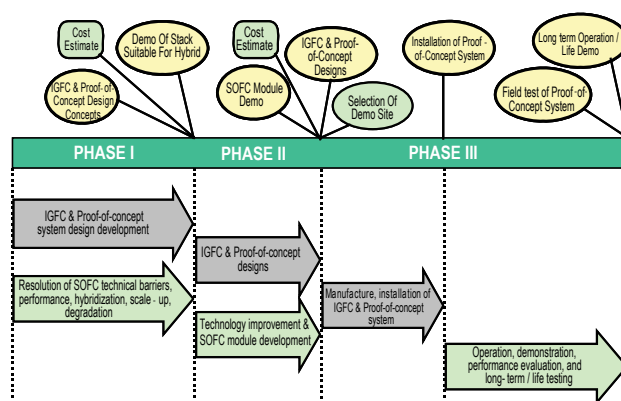 Cost
Estimate
Demo Of Stack
Suitable For Hybrid
IGFC & Proof-of-
Concept Design
Concepts
Cost
Estimate
SOFC Module
Demo
IGFC & Proof-
of-Concept
Designs
Selection Of
Demo Site
Installation of Proof -
of-Concept System
Long term Operation /
Life Demo
Field test of Proof -of-
Concept System
PHASE I
PHASE II
PHASE III
IGFC & Proof-of-concept
system design development
Resolution of SOFC technical barriers,
performance, hybridization, scale - up,
degradation
IGFC & Proof-of-concept
designs
Technology improvement &
SOFC module development
Manufacture, installation of
IGFC & Proof-of-concept
system
Operation, demonstration,
performance evaluation, and
long- term / life testing